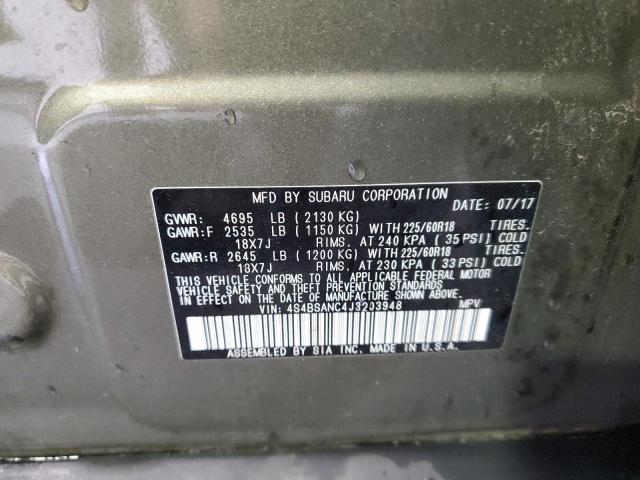 MFD BY SUBARU CORPORATION DATE: 07/17
GVWR: 4695 LB ( 2130 KG)
GAWR:F 2535 LB ( 1150 KG) WITH 225/60R18 TIRES.
18X7J RIMS. AT 240 KPA ( 35 PSI) COLD
GAWR:R 2645 LB ( 1200 KG) WITH 225/60R18 TIRES.
18X7J RIMS. AT 230 KPA ( 33 PSI) COLD
THIS VEHICLE CONFORMS TO ALL APPLICABLE FEDERAL MOTOR
VEHICLE SAFETY AND THEFT PREVENTION STANDARDS
IN EFFECT ON THE DATE OF MANUFACTURE SHOWN ABOVE.
VIN: 4S4BSANC4J3203948 MPV
ASSEMBLED BY SIA INC. MADE IN U.S.A.